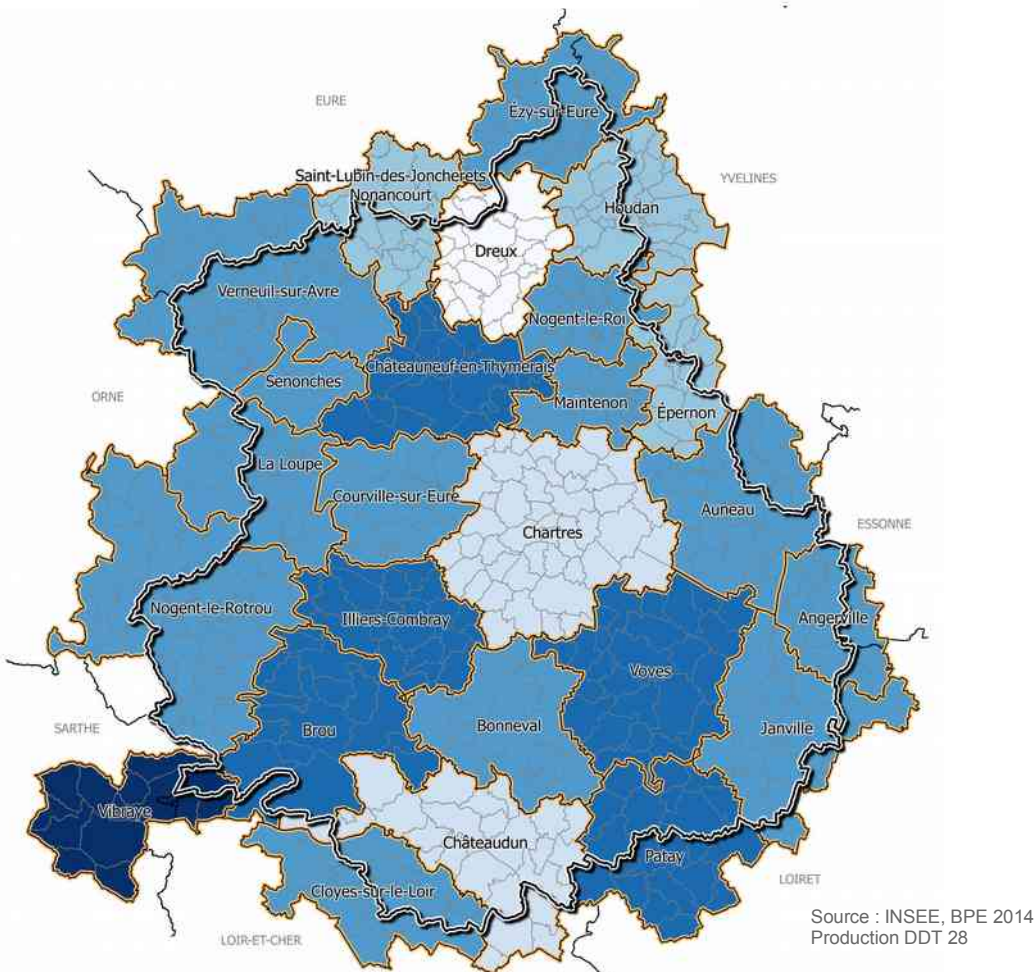 EURE
Ézy-sur-Eure
Saint-Lubin-des-Joncherets
Nonancourt
YVELINES
Houdan
Dreux
Verneuil-sur-Avre
Nogent-le-Roi
Châteauneuf-en-Thymerais
Senonches
Maintenon
ORNE
Épernon
La Loupe
Courville-sur-Eure
Auneau
Chartres
ESSONNE
Nogent-le-Rotrou
Illiers-Combray
Angerville
Voves
SARTHE
Brou
Bonneval
Janville
Vibraye
Châteaudun
Patay
Cloyes-sur-le-Loir
LOIRET
LOIR-ET-CHER
Source : INSEE, BPE 2014
Production DDT 28